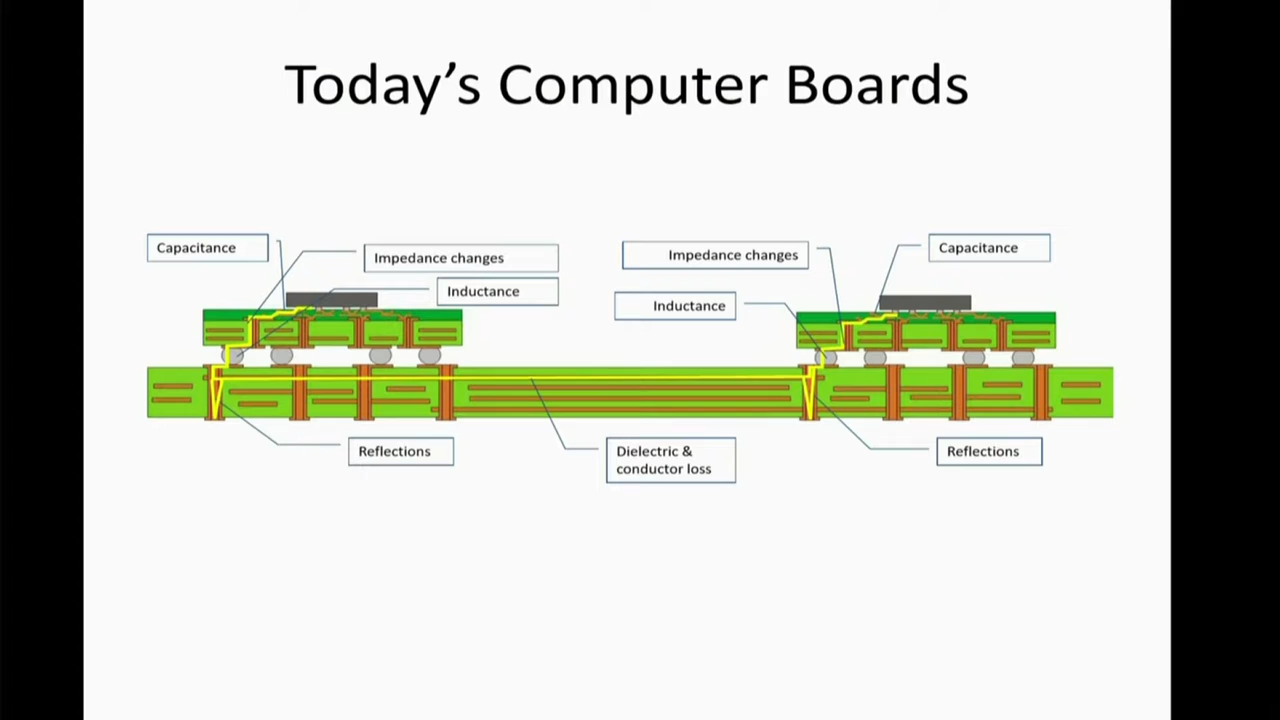 Today's Computer Boards
Capacitance
Impedance changes
Inductance
Impedance changes
Capacitance
Inductance
Reflections
Dielectric &
conductor loss
Reflections